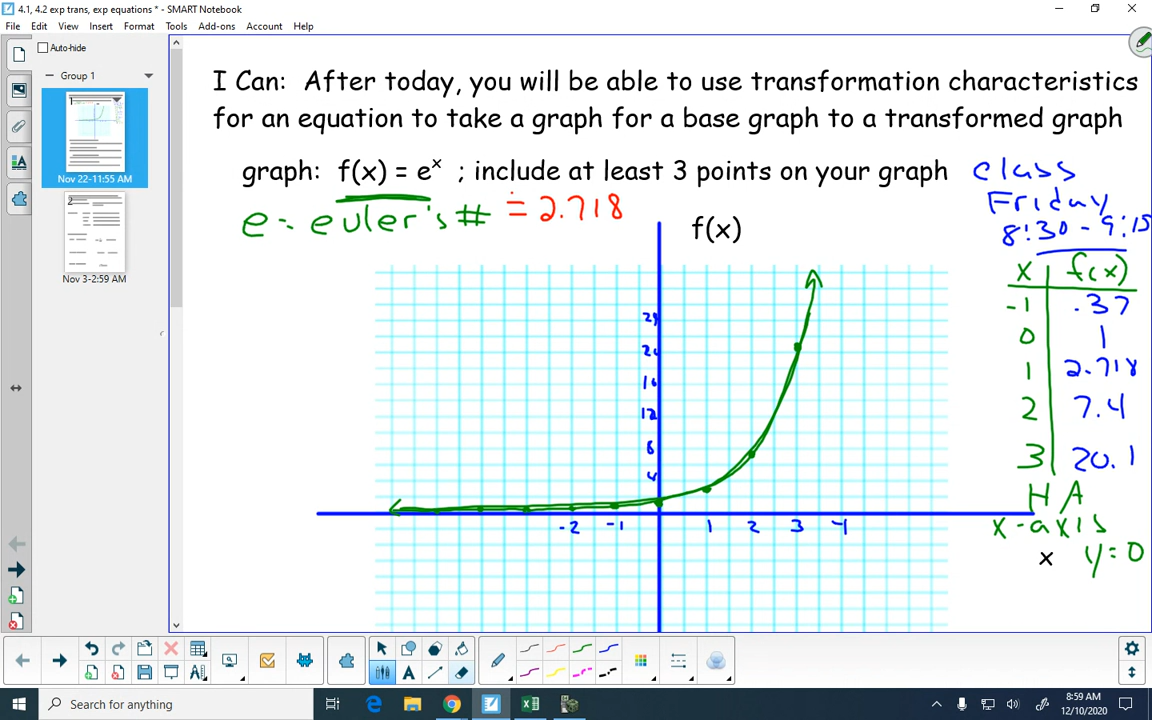 4.1, 4.2 exp trans, exp equations * - SMART Notebook
File Edit View Insert Format Tools Add-ons Account Help
Auto-hide
Group 1
1
Nov 22-11:55 AM
2
Nov 3-2:59 AM
I Can: After today, you will be able to use transformation characteristics
for an equation to take a graph for a base graph to a transformed graph
graph: f(x) = eˣ ; include at least 3 points on your graph
e - euler's # ≐ 2.718
f(x)
class
Friday
8:30 - 9:15
x f(x)
-1 .37
0 1
1 2.718
2 7.4
3 20.1
H A
x-axis
y=0
x
20
16
12
8
4
-2 -1 1 2 3 4
Search for anything
8:59 AM
12/10/2020